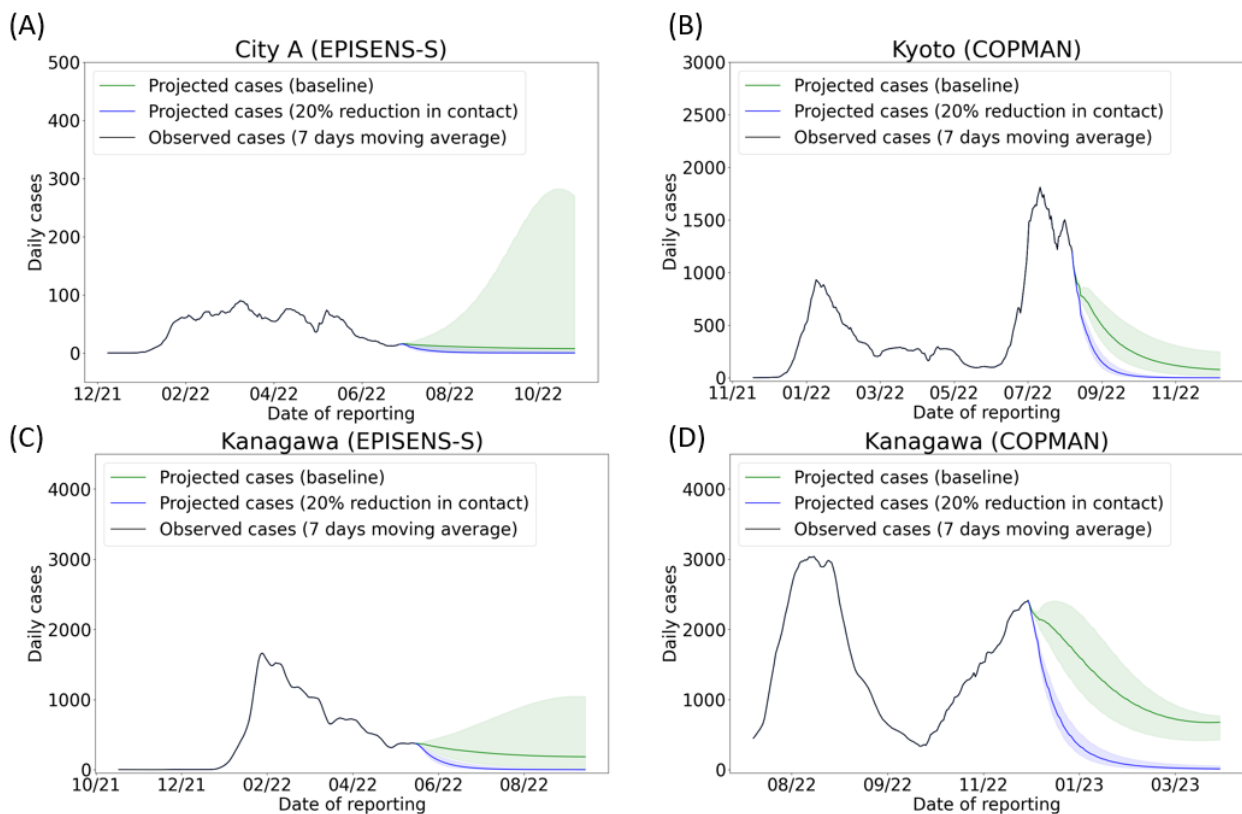 (A)
City A (EPISENS-S)
500
400
300
200
100
0
Daily cases
Projected cases (baseline)
Projected cases (20% reduction in contact)
Observed cases (7 days moving average)
12/21 02/22 04/22 06/22 08/22 10/22
Date of reporting
(B)
Kyoto (COPMAN)
3000
2500
2000
1500
1000
500
0
Daily cases
Projected cases (baseline)
Projected cases (20% reduction in contact)
Observed cases (7 days moving average)
11/21 01/22 03/22 05/22 07/22 09/22 11/22
Date of reporting
(C)
Kanagawa (EPISENS-S)
4000
3000
2000
1000
0
Daily cases
Projected cases (baseline)
Projected cases (20% reduction in contact)
Observed cases (7 days moving average)
10/21 12/21 02/22 04/22 06/22 08/22
Date of reporting
(D)
Kanagawa (COPMAN)
4000
3000
2000
1000
0
Daily cases
Projected cases (baseline)
Projected cases (20% reduction in contact)
Observed cases (7 days moving average)
08/22 09/22 11/22 01/23 03/23
Date of reporting